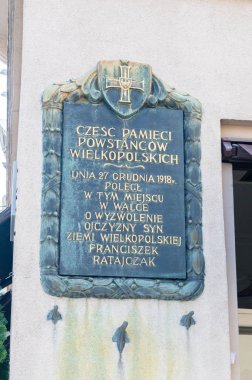 CZEŚĆ PAMIĘCI
POWSTAŃCÓW
WIELKOPOLSKICH
DNIA 27 GRUDNIA 1918 r.
POLEGŁ
W TYM MIEJSCU
W WALCE
O WYZWOLENIE
OJCZYZNY SYN
ZIEMI WIELKOPOLSKIEJ
FRANCISZEK
RATAJCZAK